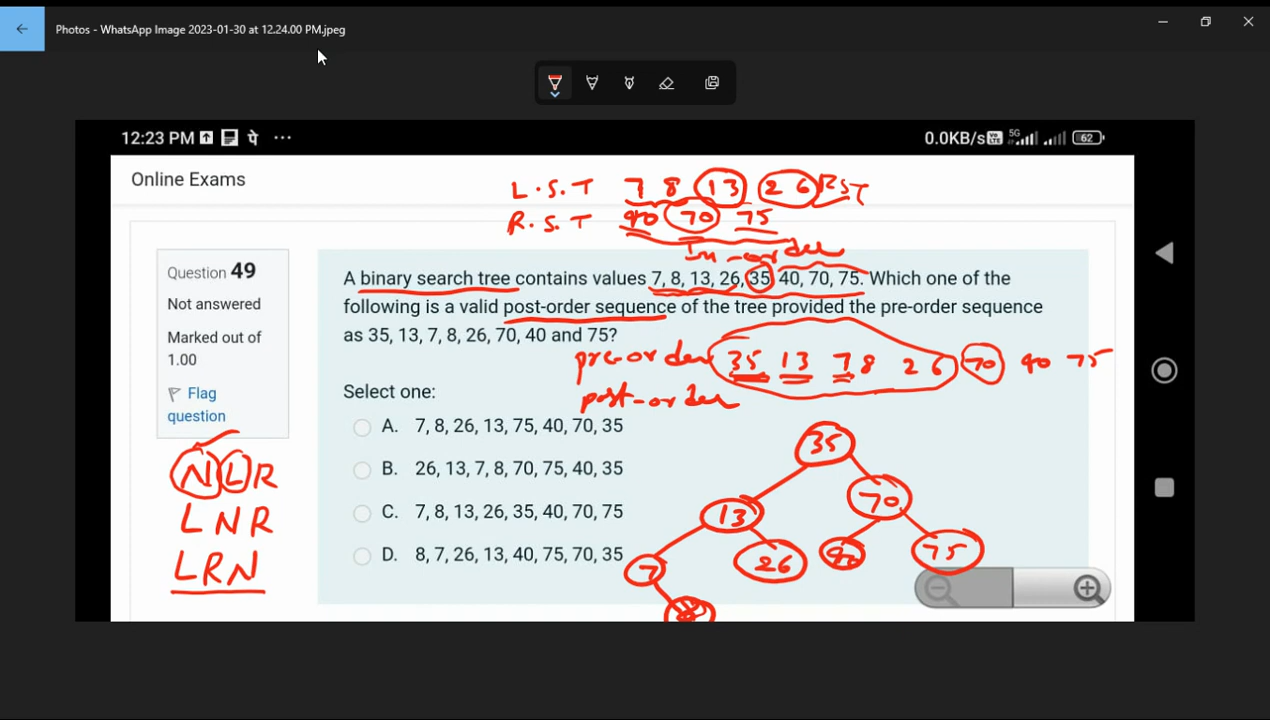 Photos - WhatsApp Image 2023-01-30 at 12.24.00 PM.jpeg
12:23 PM पे ...
0.0KB/s Vo LTE 5G 62
Online Exams
L.S.T 7 8 13 26 RST
R.S.T 40 70 75
In-order
Question 49
Not answered
Marked out of
1.00
Flag
question
A binary search tree contains values 7, 8, 13, 26, 35, 40, 70, 75. Which one of the
following is a valid post-order sequence of the tree provided the pre-order sequence
as 35, 13, 7, 8, 26, 70, 40 and 75?
pre-order 35 13 7 8 26 70 40 75
post-order
Select one:
A. 7, 8, 26, 13, 75, 40, 70, 35
B. 26, 13, 7, 8, 70, 75, 40, 35
C. 7, 8, 13, 26, 35, 40, 70, 75
D. 8, 7, 26, 13, 40, 75, 70, 35
NLR
LNR
LRN
35
13 70
7 26 40 75